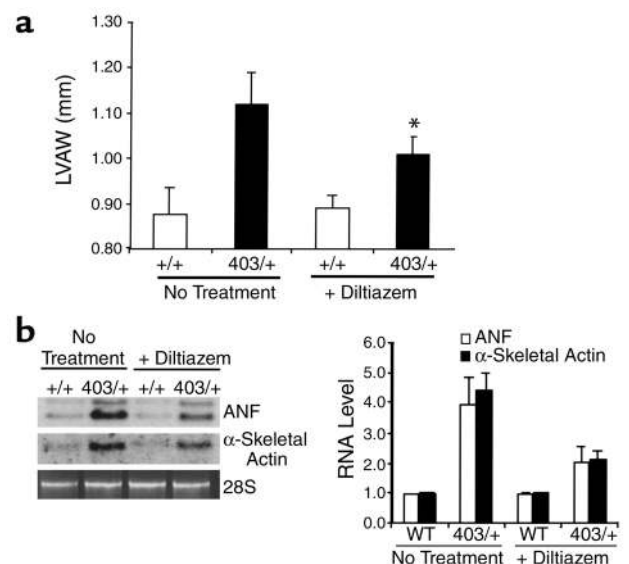 a
LVAW (mm)
1.30
1.20
1.10
1.00
0.90
0.80
*
+/+ 403/+ +/+ 403/+
No Treatment + Diltiazem
b
No
Treatment + Diltiazem
+/+ 403/+ +/+ 403/+
ANF
α-Skeletal
Actin
28S
ANF
α-Skeletal Actin
RNA Level
6.0
5.0
4.0
3.0
2.0
1.0
0.0
WT 403/+ WT 403/+
No Treatment + Diltiazem